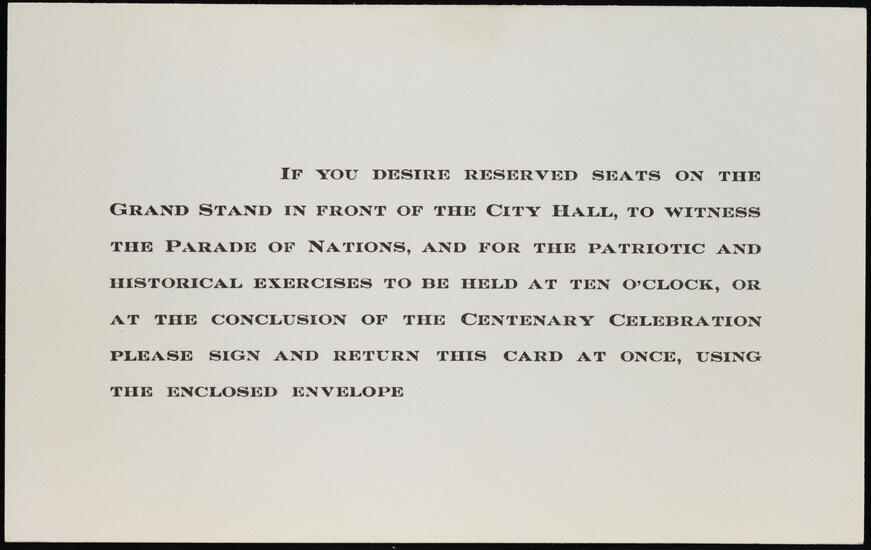 If you desire reserved seats on the
Grand Stand in front of the City Hall, to witness
the Parade of Nations, and for the patriotic and
historical exercises to be held at ten o'clock, or
at the conclusion of the Centenary Celebration
please sign and return this card at once, using
the enclosed envelope